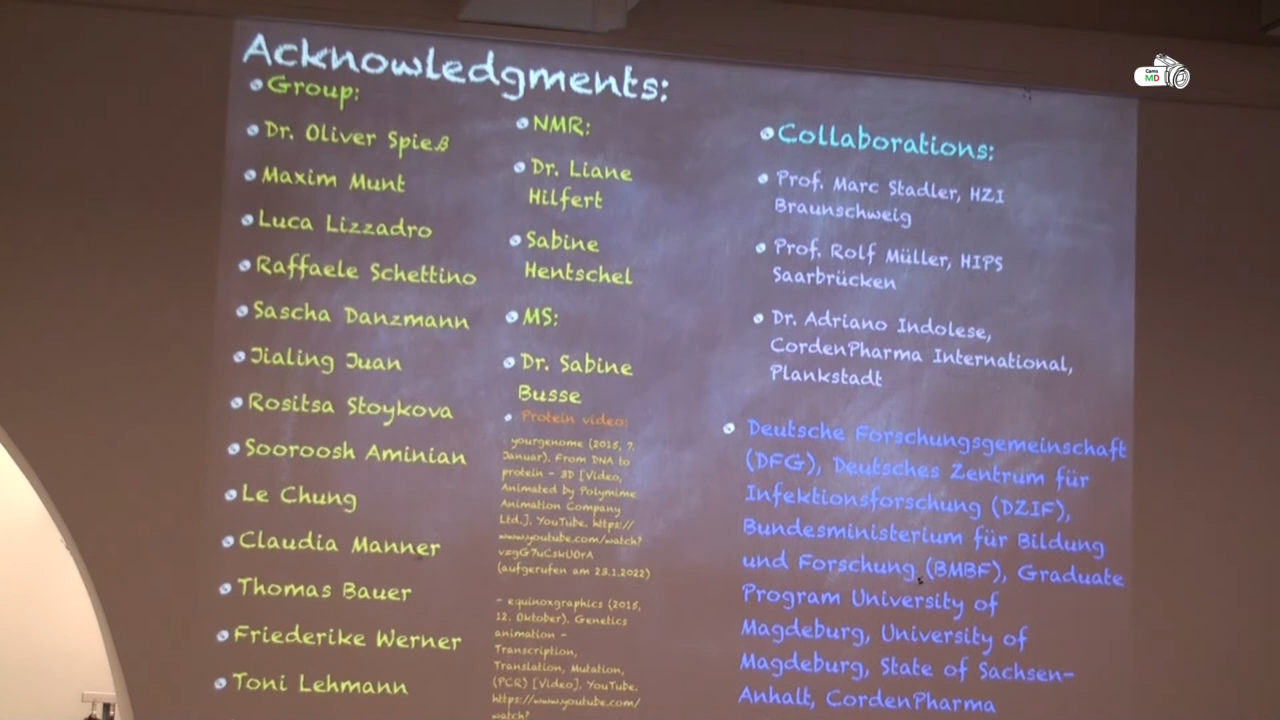 Acknowledgments:
Group:
Dr. Oliver Spieß
Maxim Munt
Luca Lizzadro
Raffaele Schettino
Sascha Danzmann
Jialing Juan
Rositsa Stoykova
Sooroosh Aminian
Le Chung
Claudia Manner
Thomas Bauer
Friederike Werner
Toni Lehmann
NMR:
Dr. Liane
Hilfert
Sabine
Hentschel
MS:
Dr. Sabine
Busse
Protein video:
- yourgenome (2015, 7.
Januar). From DNA to
protein - 3D [Video,
Animated by Polymime
Animation Company
Ltd.]. YouTube. https://
www.youtube.com/watch?
(aufgerufen am 23.1.2022)
- equinoxgraphics (2015,
12. Oktober). Genetics
animation -
Transcription,
Translation, Mutation,
(PCR) [Video]. YouTube.
https://www.youtube.com/
watch?
Collaborations:
Prof. Marc Stadler, HZI
Braunschweig
Prof. Rolf Müller, HIPS
Saarbrücken
Dr. Adriano Indolese,
CordenPharma International,
Plankstadt
Deutsche Forschungsgemeinschaft
(DFG), Deutsches Zentrum für
Infektionsforschung (DZIF),
Bundesministerium für Bildung
und Forschung (BMBF), Graduate
Program University of
Magdeburg, University of
Magdeburg, State of Sachsen-
Anhalt, CordenPharma
Cams
MD